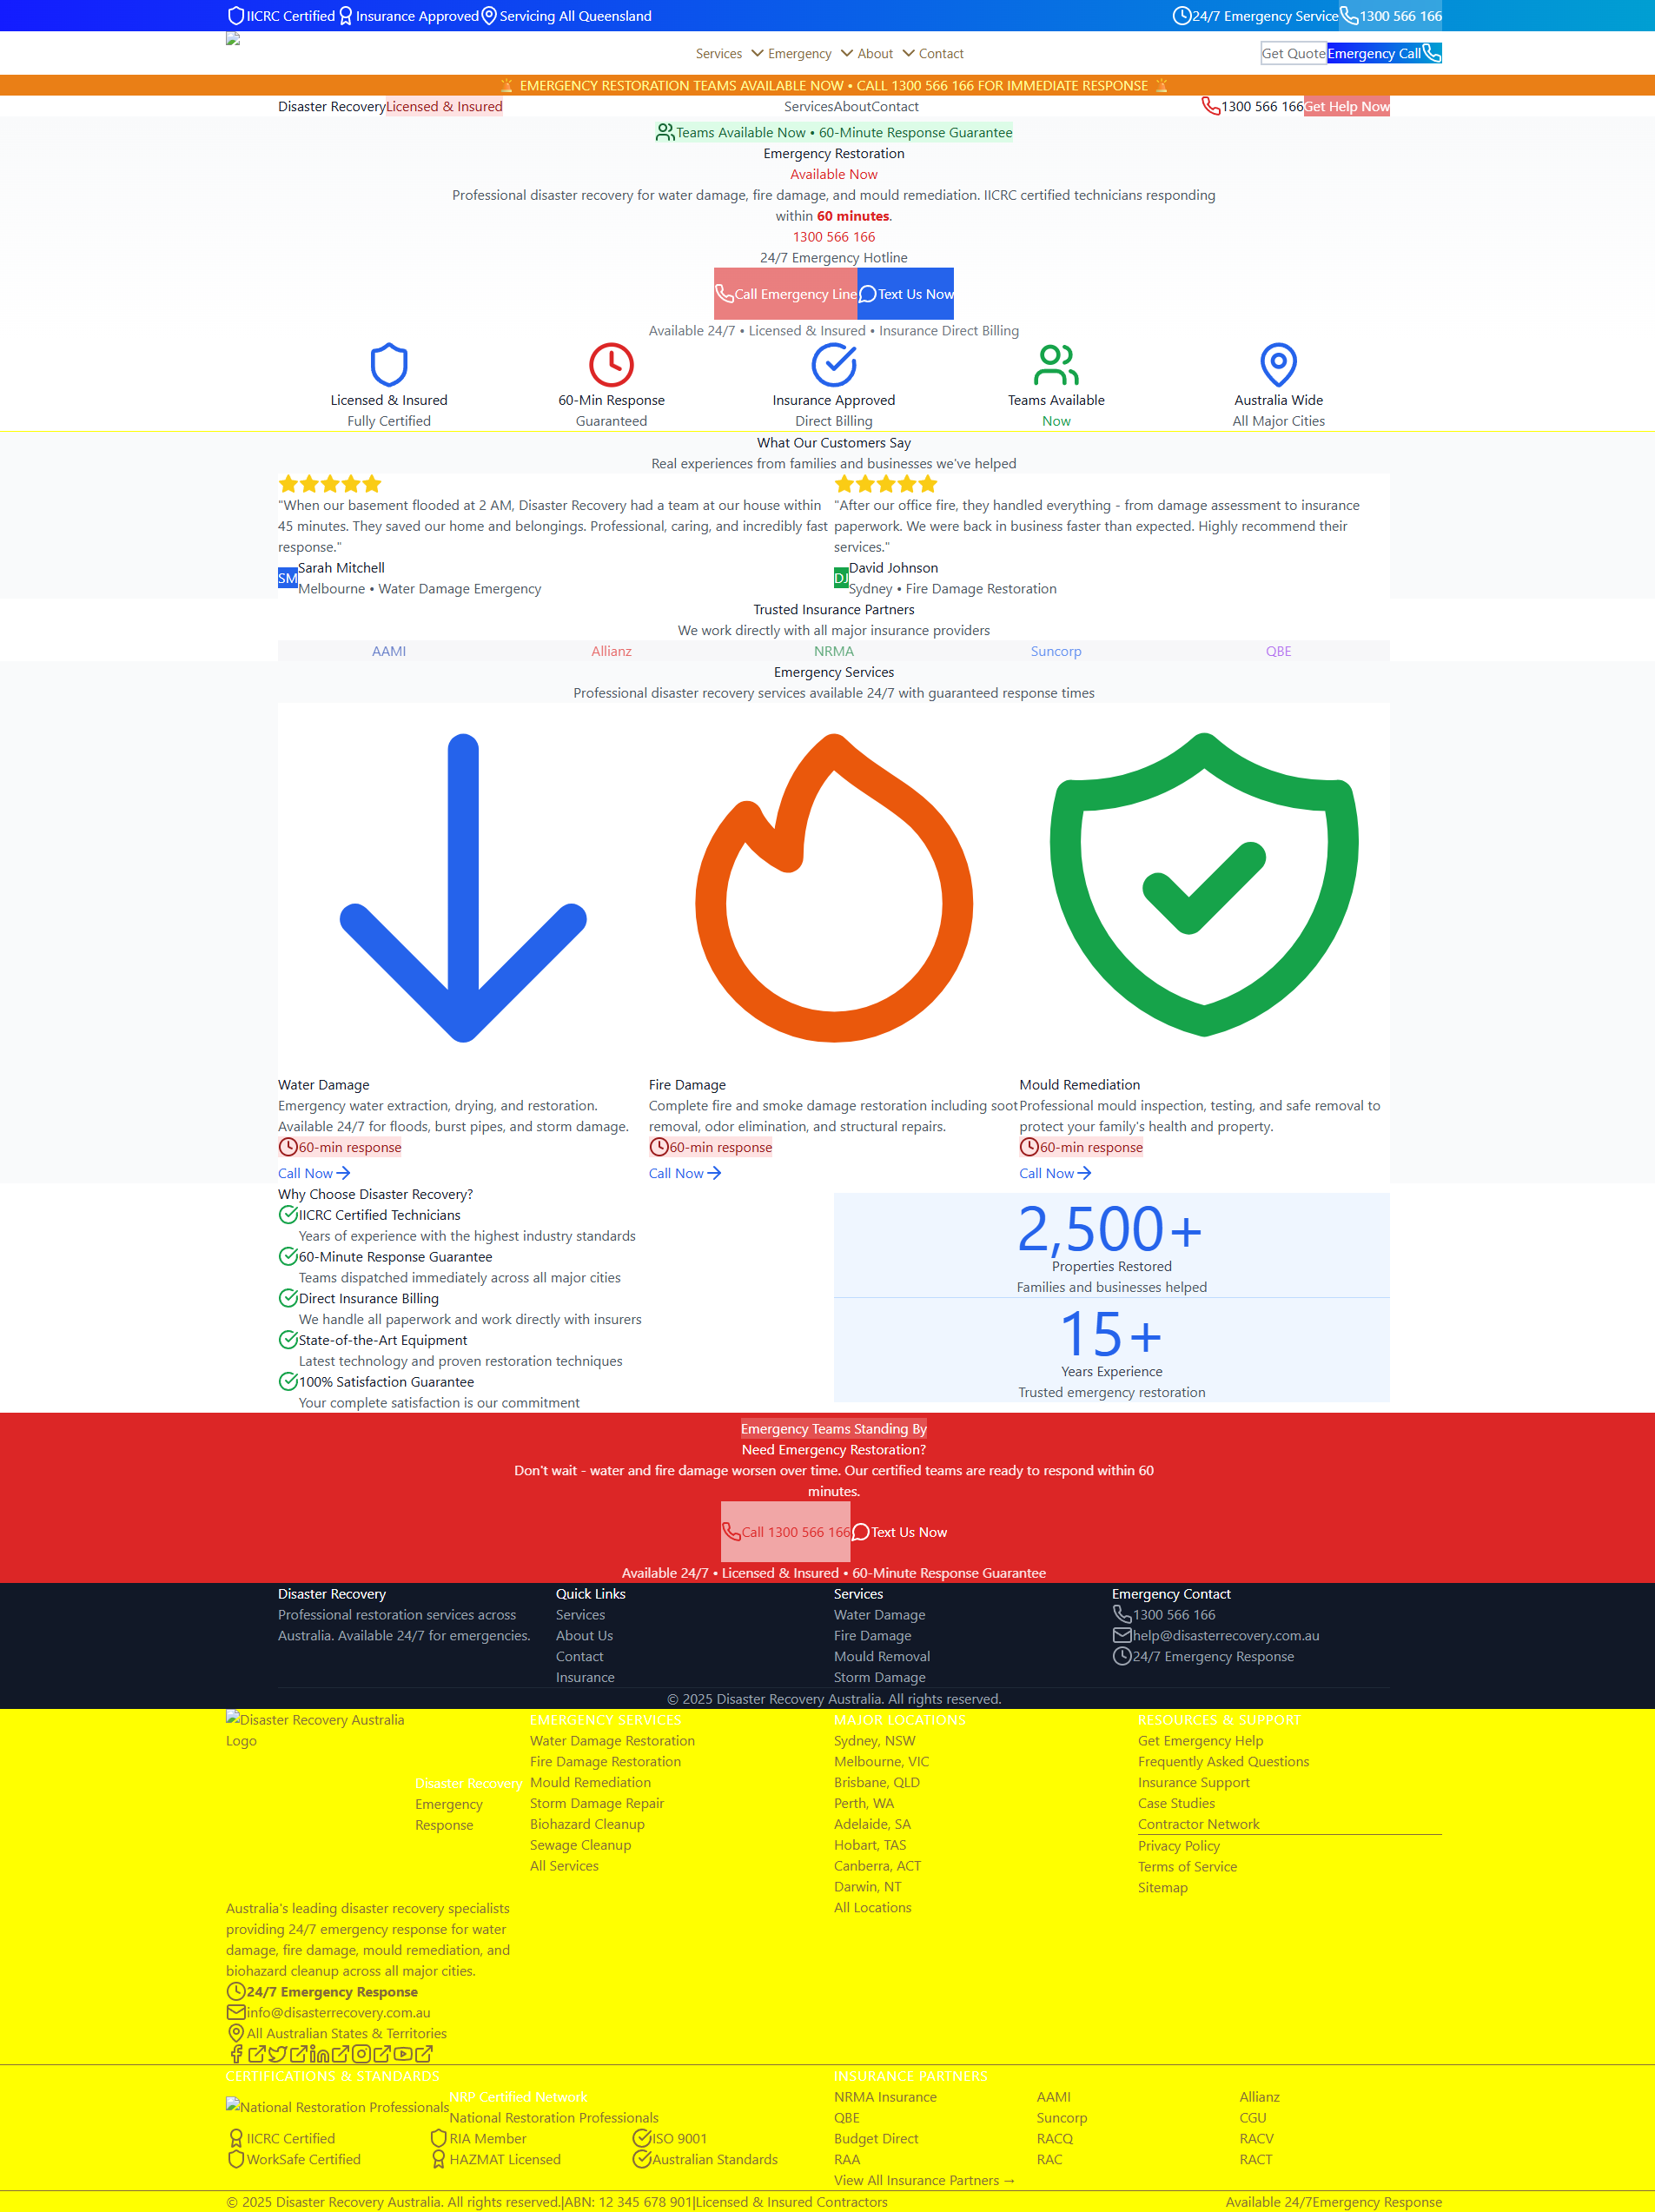 IICRC Certified Insurance Approved Servicing All Queensland 24/7 Emergency Service 1300 566 166
Services Emergency About Contact Get Quote Emergency Call
🚨 EMERGENCY RESTORATION TEAMS AVAILABLE NOW • CALL 1300 566 166 FOR IMMEDIATE RESPONSE 🚨
Disaster Recovery Licensed & Insured Services About Contact 1300 566 166 Get Help Now
Teams Available Now • 60-Minute Response Guarantee
Emergency Restoration
Available Now
Professional disaster recovery for water damage, fire damage, and mould remediation. IICRC certified technicians responding
within 60 minutes.
1300 566 166
24/7 Emergency Hotline
Call Emergency Line Text Us Now
Available 24/7 • Licensed & Insured • Insurance Direct Billing
Licensed & Insured 60-Min Response Insurance Approved Teams Available Australia Wide
Fully Certified Guaranteed Direct Billing Now All Major Cities
What Our Customers Say
Real experiences from families and businesses we've helped
"When our basement flooded at 2 AM, Disaster Recovery had a team at our house within
45 minutes. They saved our home and belongings. Professional, caring, and incredibly fast
response."
SM Sarah Mitchell
Melbourne • Water Damage Emergency
"After our office fire, they handled everything - from damage assessment to insurance
paperwork. We were back in business faster than expected. Highly recommend their
services."
DJ David Johnson
Sydney • Fire Damage Restoration
Trusted Insurance Partners
We work directly with all major insurance providers
AAMI Allianz NRMA Suncorp QBE
Emergency Services
Professional disaster recovery services available 24/7 with guaranteed response times
Water Damage
Emergency water extraction, drying, and restoration.
Available 24/7 for floods, burst pipes, and storm damage.
60-min response
Call Now
Fire Damage
Complete fire and smoke damage restoration including soot
removal, odor elimination, and structural repairs.
60-min response
Call Now
Mould Remediation
Professional mould inspection, testing, and safe removal to
protect your family's health and property.
60-min response
Call Now
Why Choose Disaster Recovery?
IICRC Certified Technicians
Years of experience with the highest industry standards
60-Minute Response Guarantee
Teams dispatched immediately across all major cities
Direct Insurance Billing
We handle all paperwork and work directly with insurers
State-of-the-Art Equipment
Latest technology and proven restoration techniques
100% Satisfaction Guarantee
Your complete satisfaction is our commitment
2,500+
Properties Restored
Families and businesses helped
15+
Years Experience
Trusted emergency restoration
Emergency Teams Standing By
Need Emergency Restoration?
Don't wait - water and fire damage worsen over time. Our certified teams are ready to respond within 60
minutes.
Call 1300 566 166 Text Us Now
Available 24/7 • Licensed & Insured • 60-Minute Response Guarantee
Disaster Recovery
Professional restoration services across
Australia. Available 24/7 for emergencies.
Quick Links
Services
About Us
Contact
Insurance
Services
Water Damage
Fire Damage
Mould Removal
Storm Damage
Emergency Contact
1300 566 166
help@disasterrecovery.com.au
24/7 Emergency Response
© 2025 Disaster Recovery Australia. All rights reserved.
Disaster Recovery Australia
Logo
Disaster Recovery
Emergency
Response
Australia's leading disaster recovery specialists
providing 24/7 emergency response for water
damage, fire damage, mould remediation, and
biohazard cleanup across all major cities.
24/7 Emergency Response
info@disasterrecovery.com.au
All Australian States & Territories
EMERGENCY SERVICES
Water Damage Restoration
Fire Damage Restoration
Mould Remediation
Storm Damage Repair
Biohazard Cleanup
Sewage Cleanup
All Services
MAJOR LOCATIONS
Sydney, NSW
Melbourne, VIC
Brisbane, QLD
Perth, WA
Adelaide, SA
Hobart, TAS
Canberra, ACT
Darwin, NT
All Locations
RESOURCES & SUPPORT
Get Emergency Help
Frequently Asked Questions
Insurance Support
Case Studies
Contractor Network
Privacy Policy
Terms of Service
Sitemap
CERTIFICATIONS & STANDARDS
National Restoration Professionals
NRP Certified Network
National Restoration Professionals
IICRC Certified RIA Member ISO 9001
WorkSafe Certified HAZMAT Licensed Australian Standards
INSURANCE PARTNERS
NRMA Insurance AAMI Allianz
QBE Suncorp CGU
Budget Direct RACQ RACV
RAA RAC RACT
View All Insurance Partners →
© 2025 Disaster Recovery Australia. All rights reserved.|ABN: 12 345 678 901|Licensed & Insured Contractors Available 24/7 Emergency Response